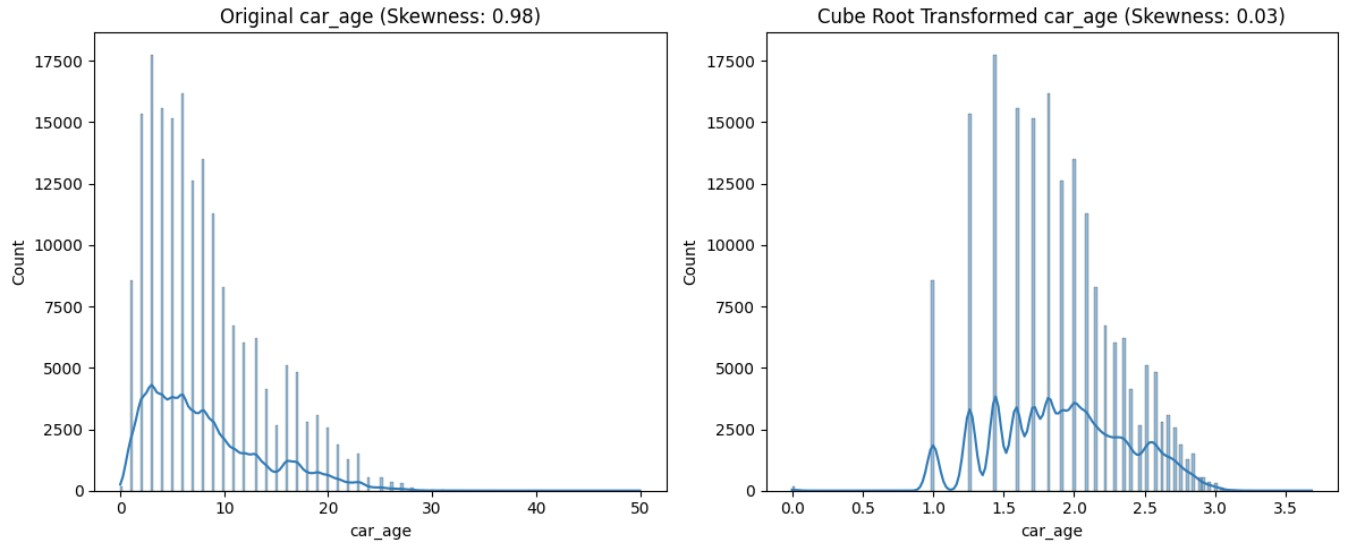 Original car_age (Skewness: 0.98)
17500
15000
12500
10000
7500
5000
2500
0
Count
0 10 20 30 40 50
car_age
Cube Root Transformed car_age (Skewness: 0.03)
17500
15000
12500
10000
7500
5000
2500
0
Count
0.0 0.5 1.0 1.5 2.0 2.5 3.0 3.5
car_age